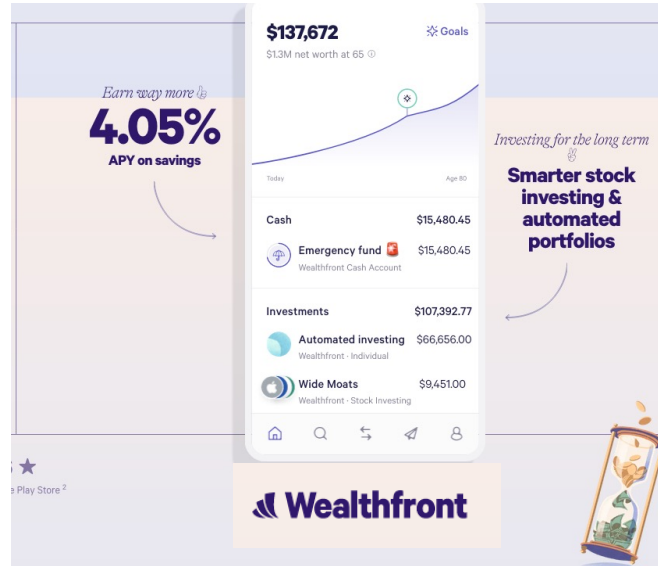 $137,672
Goals
$1.3M net worth at 65
Earn way more
4.05%
APY on savings
Investing for the long term
Smarter stock
investing &
automated
portfolios
Today
Age 80
Cash
$15,480.45
Emergency fund
$15,480.45
Wealthfront Cash Account
Investments
$107,392.77
Automated investing
$66,656.00
Wealthfront · Individual
Wide Moats
$9,451.00
Wealthfront · Stock Investing
Play Store 2
Wealthfront